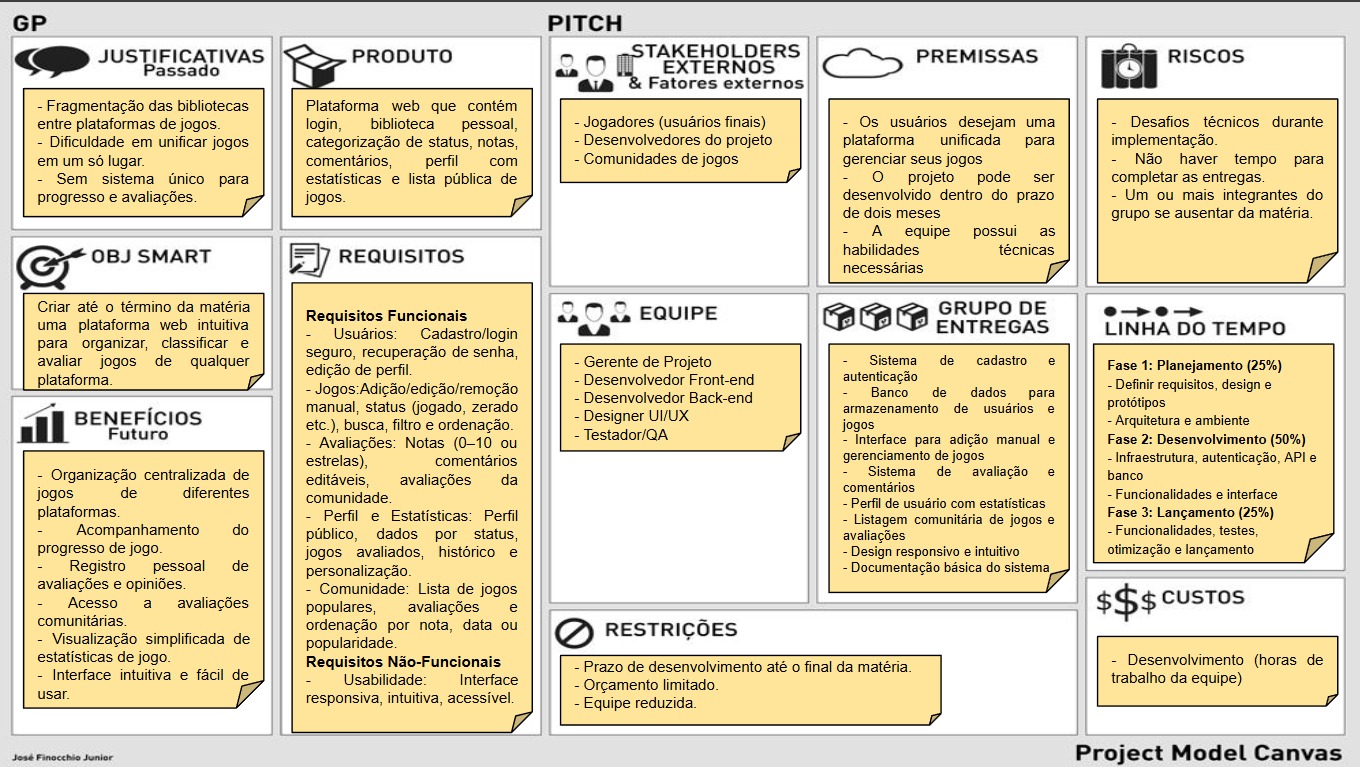 GP
PITCH
JUSTIFICATIVAS
Passado
- Fragmentação das bibliotecas
entre plataformas de jogos.
- Dificuldade em unificar jogos
em um só lugar.
- Sem sistema único para
progresso e avaliações.
PRODUTO
Plataforma web que contém
login, biblioteca pessoal,
categorização de status, notas,
comentários, perfil com
estatísticas e lista pública de
jogos.
STAKEHOLDERS
EXTERNOS
& Fatores externos
- Jogadores (usuários finais)
- Desenvolvedores do projeto
- Comunidades de jogos
PREMISSAS
- Os usuários desejam uma
plataforma unificada para
gerenciar seus jogos
- O projeto pode ser
desenvolvido dentro do prazo
de dois meses
- A equipe possui as
habilidades técnicas
necessárias
RISCOS
- Desafios técnicos durante
implementação.
- Não haver tempo para
completar as entregas.
- Um ou mais integrantes do
grupo se ausentar da matéria.
OBJ SMART
Criar até o término da matéria
uma plataforma web intuitiva
para organizar, classificar e
avaliar jogos de qualquer
plataforma.
REQUISITOS
Requisitos Funcionais
- Usuários: Cadastro/login
seguro, recuperação de senha,
edição de perfil.
- Jogos:Adição/edição/remoção
manual, status (jogado, zerado
etc.), busca, filtro e ordenação.
- Avaliações: Notas (0–10 ou
estrelas), comentários
editáveis, avaliações da
comunidade.
- Perfil e Estatísticas: Perfil
público, dados por status,
jogos avaliados, histórico e
personalização.
- Comunidade: Lista de jogos
populares, avaliações e
ordenação por nota, data ou
popularidade.
Requisitos Não-Funcionais
- Usabilidade: Interface
responsiva, intuitiva, acessível.
EQUIPE
- Gerente de Projeto
- Desenvolvedor Front-end
- Desenvolvedor Back-end
- Designer UI/UX
- Testador/QA
GRUPO DE
ENTREGAS
- Sistema de cadastro e
autenticação
- Banco de dados para
armazenamento de usuários e
jogos
- Interface para adição manual e
gerenciamento de jogos
- Sistema de avaliação e
comentários
- Perfil de usuário com estatísticas
- Listagem comunitária de jogos e
avaliações
- Design responsivo e intuitivo
- Documentação básica do sistema
LINHA DO TEMPO
Fase 1: Planejamento (25%)
- Definir requisitos, design e
protótipos
- Arquitetura e ambiente
Fase 2: Desenvolvimento (50%)
- Infraestrutura, autenticação, API e
banco
- Funcionalidades e interface
Fase 3: Lançamento (25%)
- Funcionalidades, testes,
otimização e lançamento
BENEFÍCIOS
Futuro
- Organização centralizada de
jogos de diferentes
plataformas.
- Acompanhamento do
progresso de jogo.
- Registro pessoal de
avaliações e opiniões.
- Acesso a avaliações
comunitárias.
- Visualização simplificada de
estatísticas de jogo.
- Interface intuitiva e fácil de
usar.
RESTRIÇÕES
- Prazo de desenvolvimento até o final da matéria.
- Orçamento limitado.
- Equipe reduzida.
$$$ CUSTOS
- Desenvolvimento (horas de
trabalho da equipe)
José Finocchio Junior
Project Model Canvas